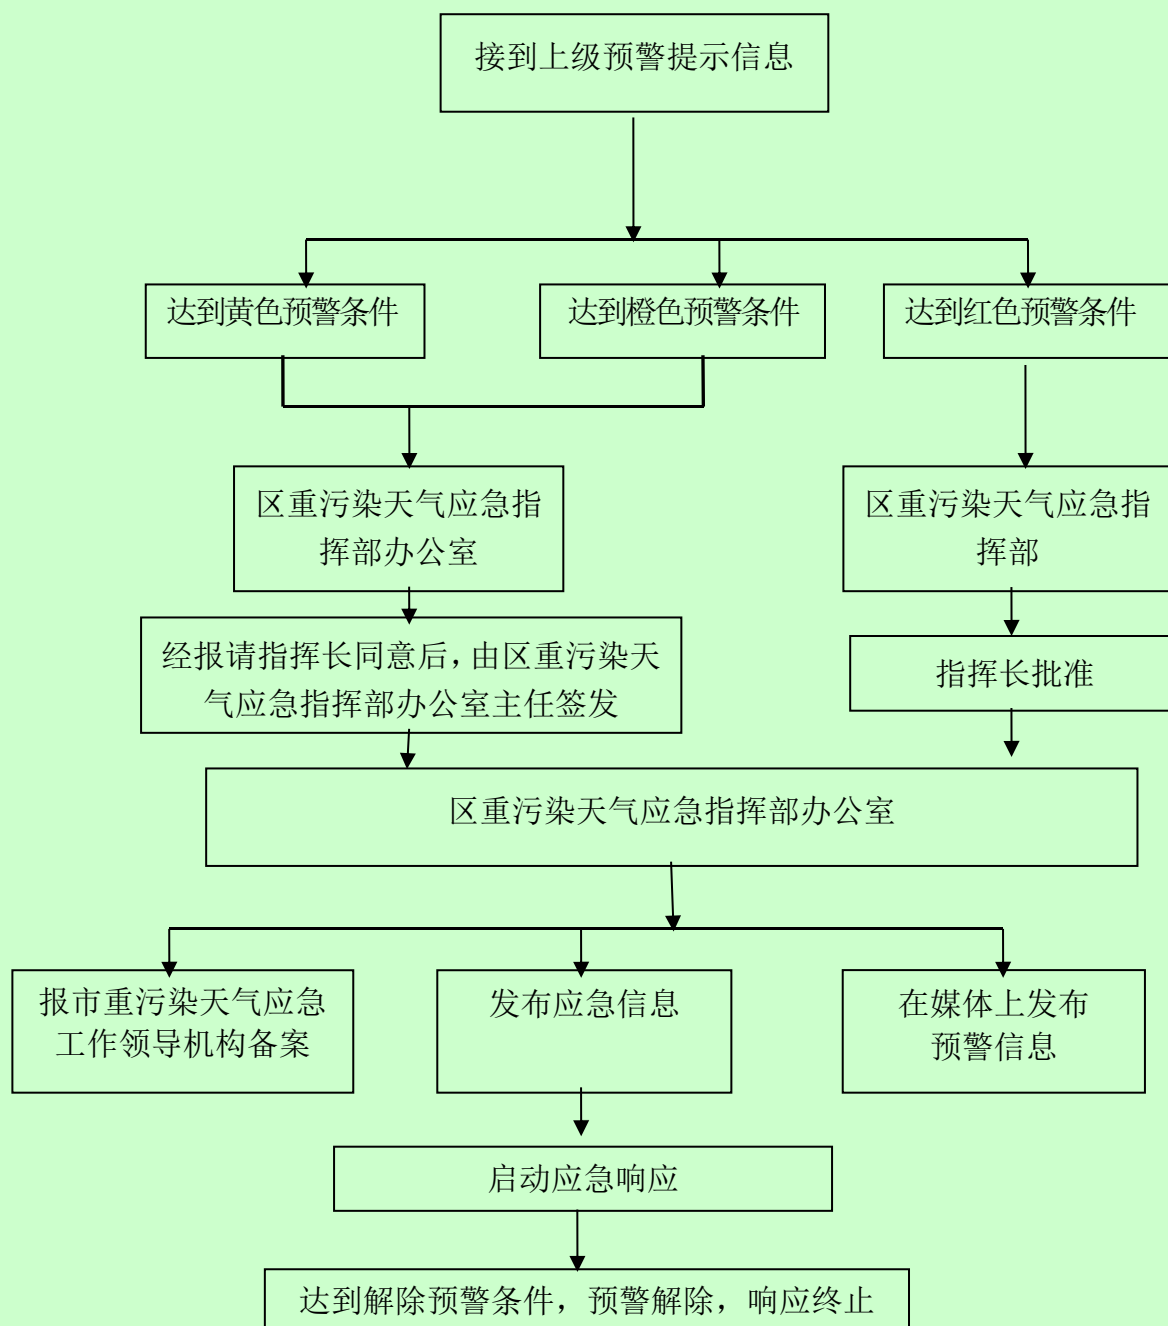 接到上级预警提示信息
达到黄色预警条件
达到橙色预警条件
达到红色预警条件
区重污染天气应急指
挥部办公室
区重污染天气应急指
挥部
经报请指挥长同意后，由区重污染天
气应急指挥部办公室主任签发
指挥长批准
区重污染天气应急指挥部办公室
报市重污染天气应急
工作领导机构备案
发布应急信息
在媒体上发布
预警信息
启动应急响应
达到解除预警条件，预警解除，响应终止